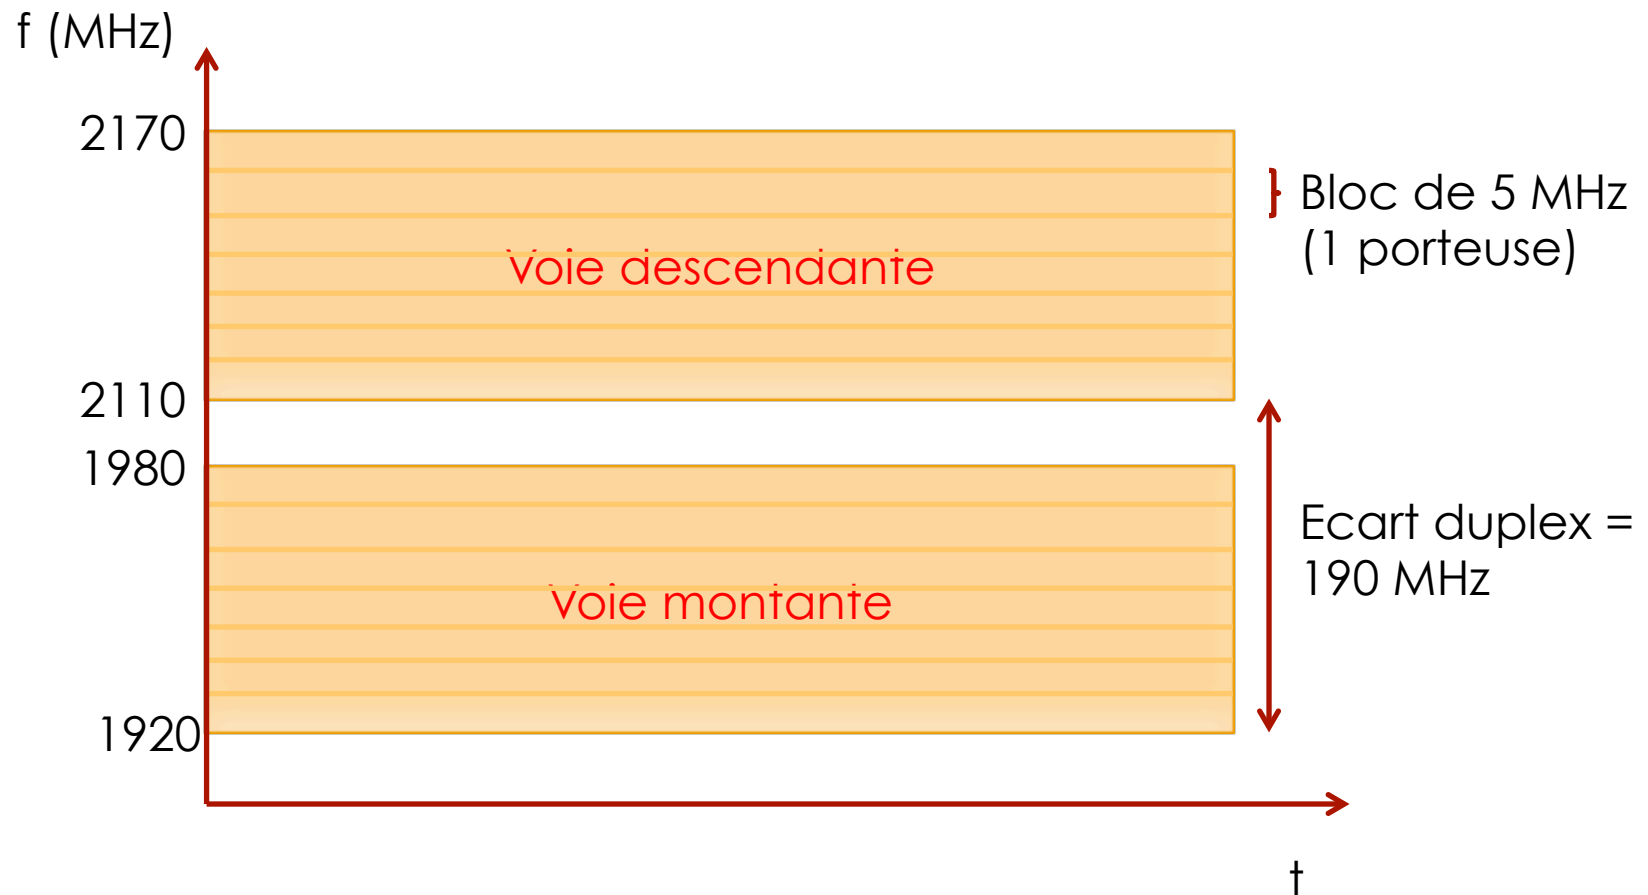 f (MHz)
2170
Bloc de 5 MHz
(1 porteuse)
Voie descendante
2110
1980
Ecart duplex =
190 MHz
Voie montante
1920
t